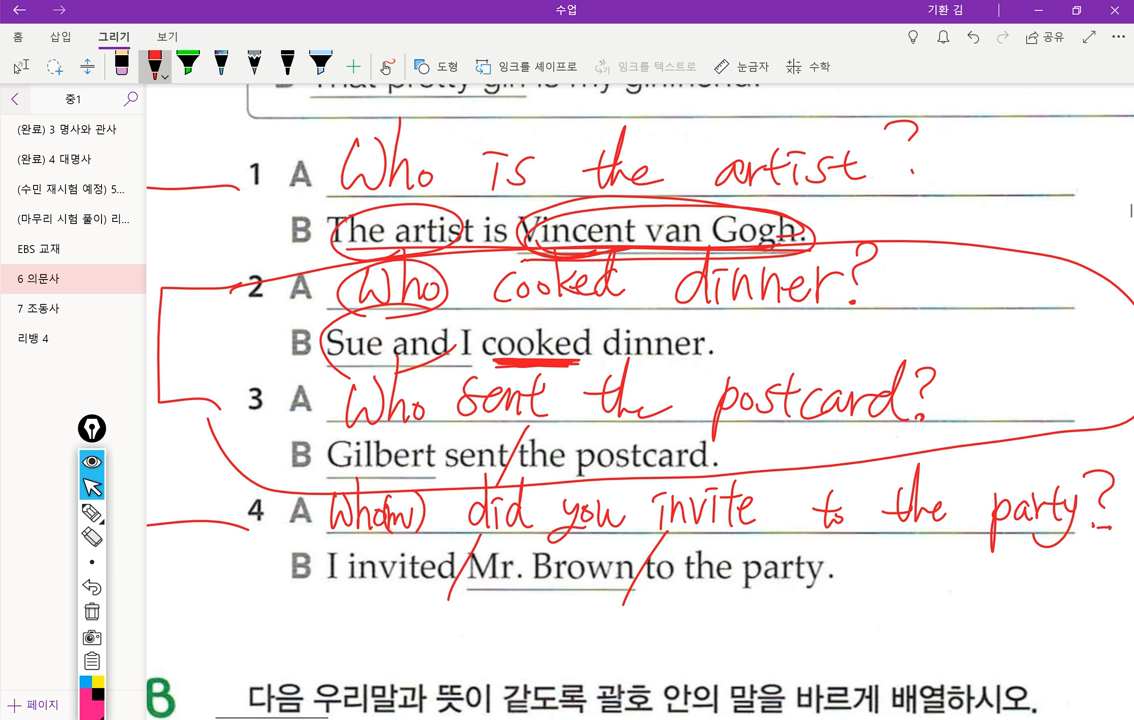 수업
기환 김
홈 삽입 그리기 보기
도형 잉크를 셰이프로 잉크를 텍스트로 눈금자 수학 공유
중1
(완료) 3 명사와 관사
(완료) 4 대명사
(수민 재시험 예정) 5...
(마무리 시험 풀이) 리...
EBS 교재
6 의문사
7 조동사
리뱅 4
페이지
B That pretty girl is my girlfriend.
1 A Who is the artist?
B The artist is Vincent van Gogh.
2 A Who cooked dinner?
B Sue and I cooked dinner.
3 A Who sent the postcard?
B Gilbert sent the postcard.
4 A Who(m) did you invite to the party?
B I invited Mr. Brown to the party.
B 다음 우리말과 뜻이 같도록 괄호 안의 말을 바르게 배열하시오.